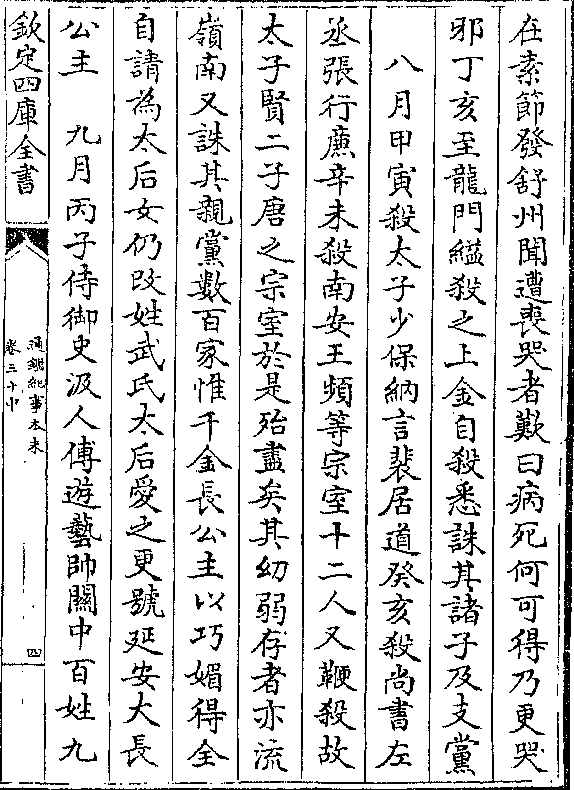 在素節發舒州聞遭喪哭者歎曰病死何可得乃更哭
邪丁亥至龍門縊殺之上金自殺悉誅其諸子及支黨
八月甲寅殺太子少保納言裴居道癸亥殺尚書左
丞張行亷辛未殺南安王頻等宗室十二人又鞭殺故
太子賢二子唐之宗室於是殆盡矣其幼弱存者亦流
嶺南又誅其親黨數百家惟千金長公主以巧媚得全
自請為太后女仍改姓武氏太后愛之更號延安大長
公主 九月丙子侍御史汲人傅遊藝帥關中百姓九
欽定四庫全書
通鑑紀事本末
卷三十中
四